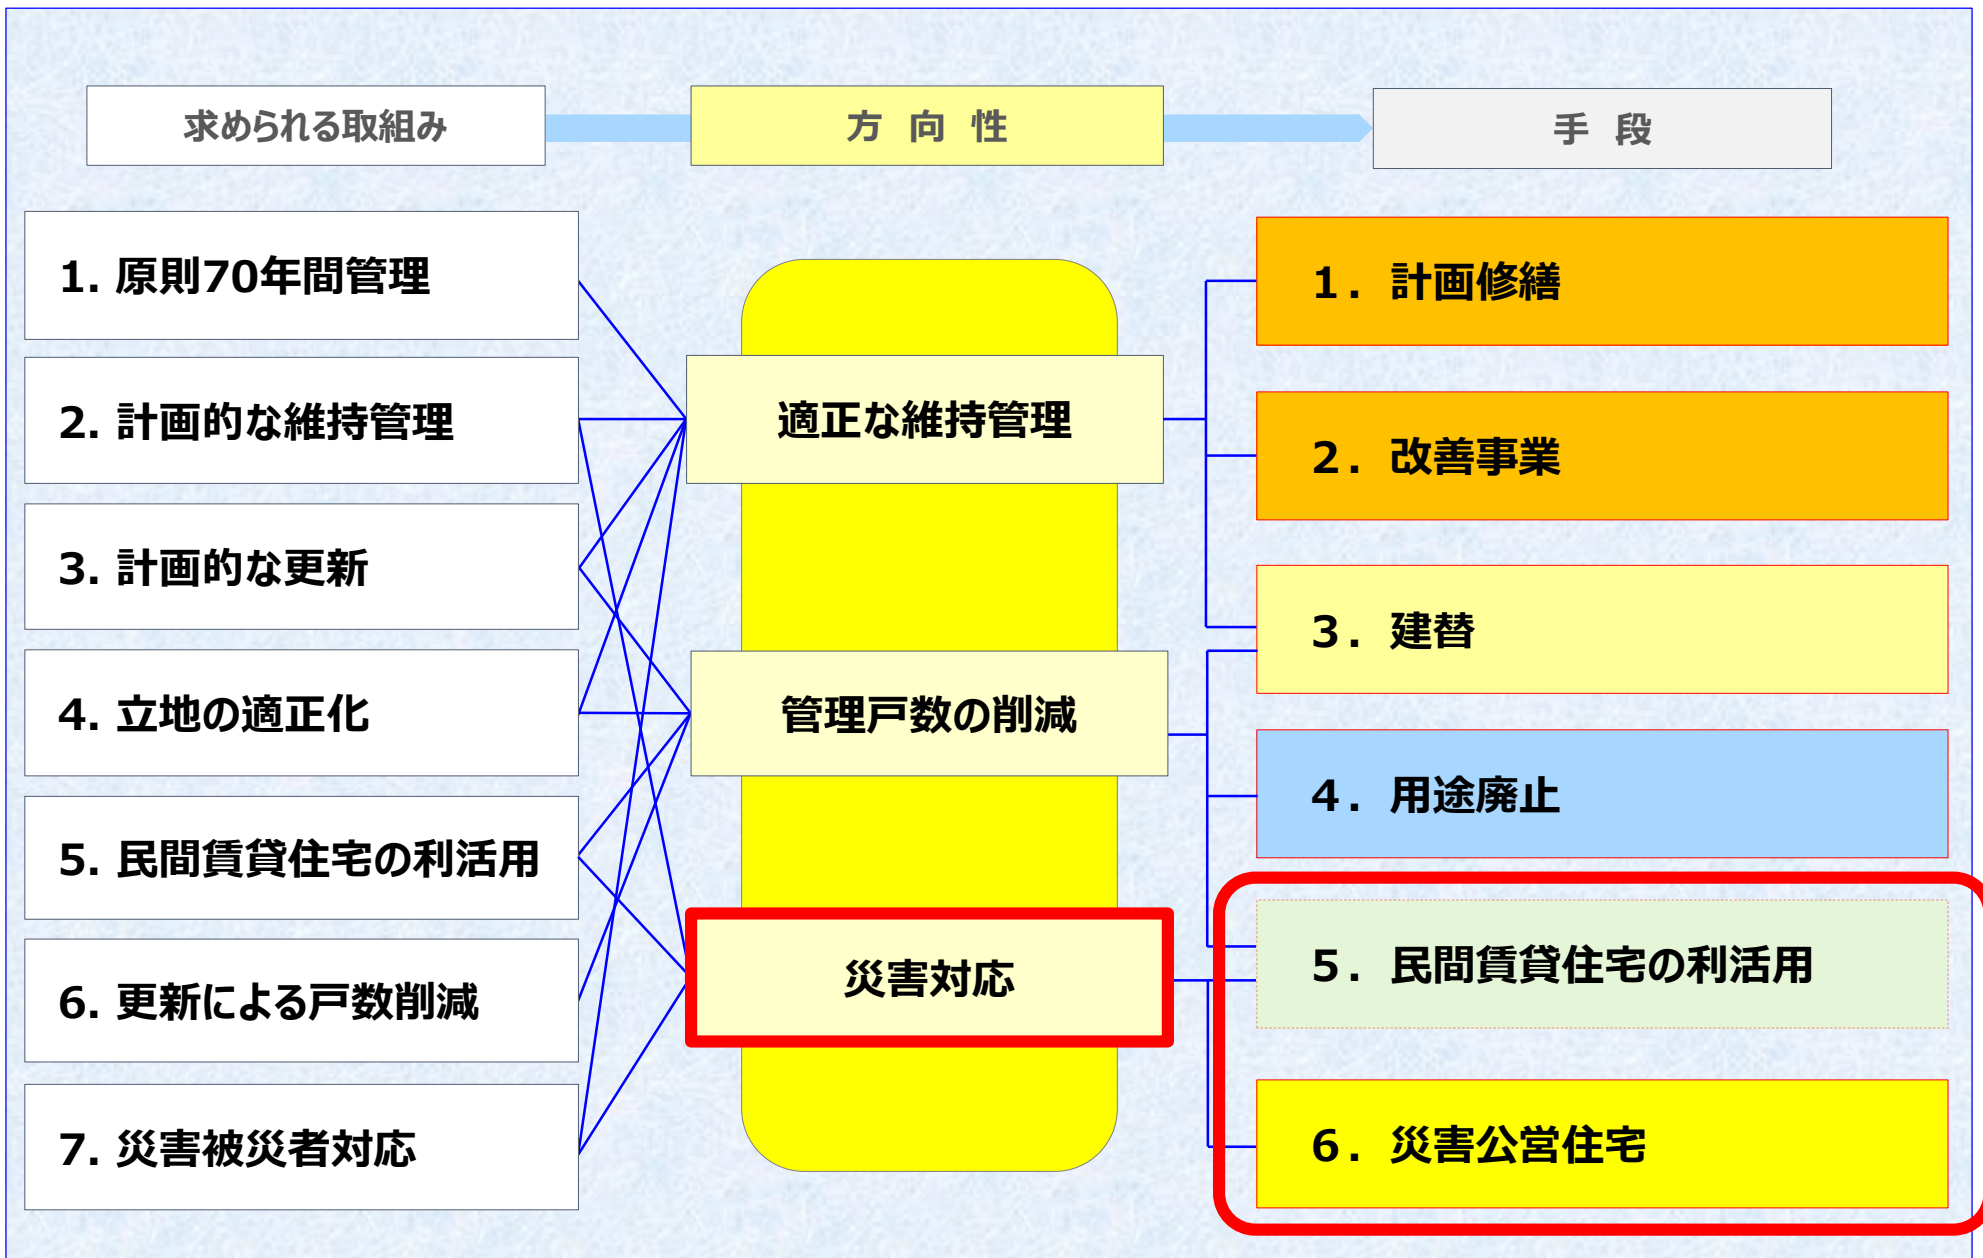 求められる取組み
方 向 性
手 段
1. 原則70年間管理
2. 計画的な維持管理
3. 計画的な更新
4. 立地の適正化
5. 民間賃貸住宅の利活用
6. 更新による戸数削減
7. 災害被災者対応
適正な維持管理
管理戸数の削減
災害対応
１．計画修繕
２．改善事業
３．建替
４．用途廃止
５．民間賃貸住宅の利活用
６．災害公営住宅